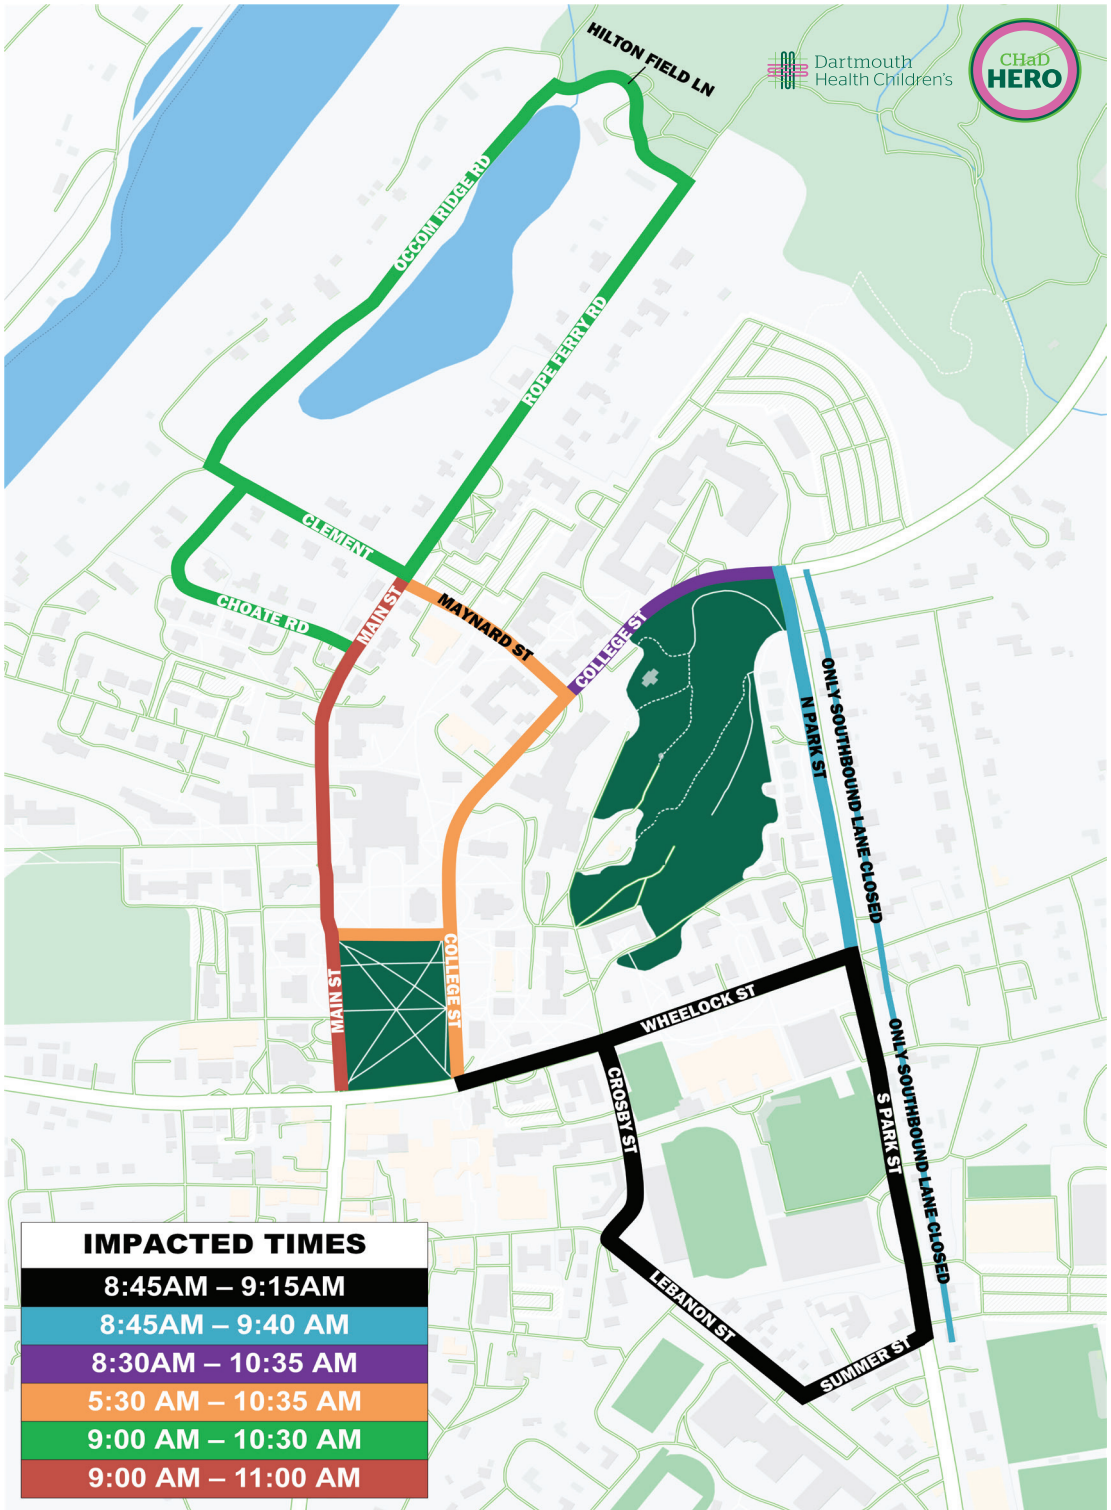 HILTON FIELD LN
Dartmouth
Health Children's
CHaD
HERO
OCCOM RIDGE RD
ROPE FERRY RD
CLEMENT
CHOATE RD
MAIN ST
MAYNARD ST
COLLEGE ST
N PARK ST
ONLY SOUTHBOUND LANE CLOSED
MAIN ST
COLLEGE ST
WHEELOCK ST
CROSBY ST
S PARK ST
ONLY SOUTHBOUND LANE CLOSED
LEBANON ST
SUMMER ST
IMPACTED TIMES
8:45AM – 9:15AM
8:45AM – 9:40 AM
8:30AM – 10:35 AM
5:30 AM – 10:35 AM
9:00 AM – 10:30 AM
9:00 AM – 11:00 AM